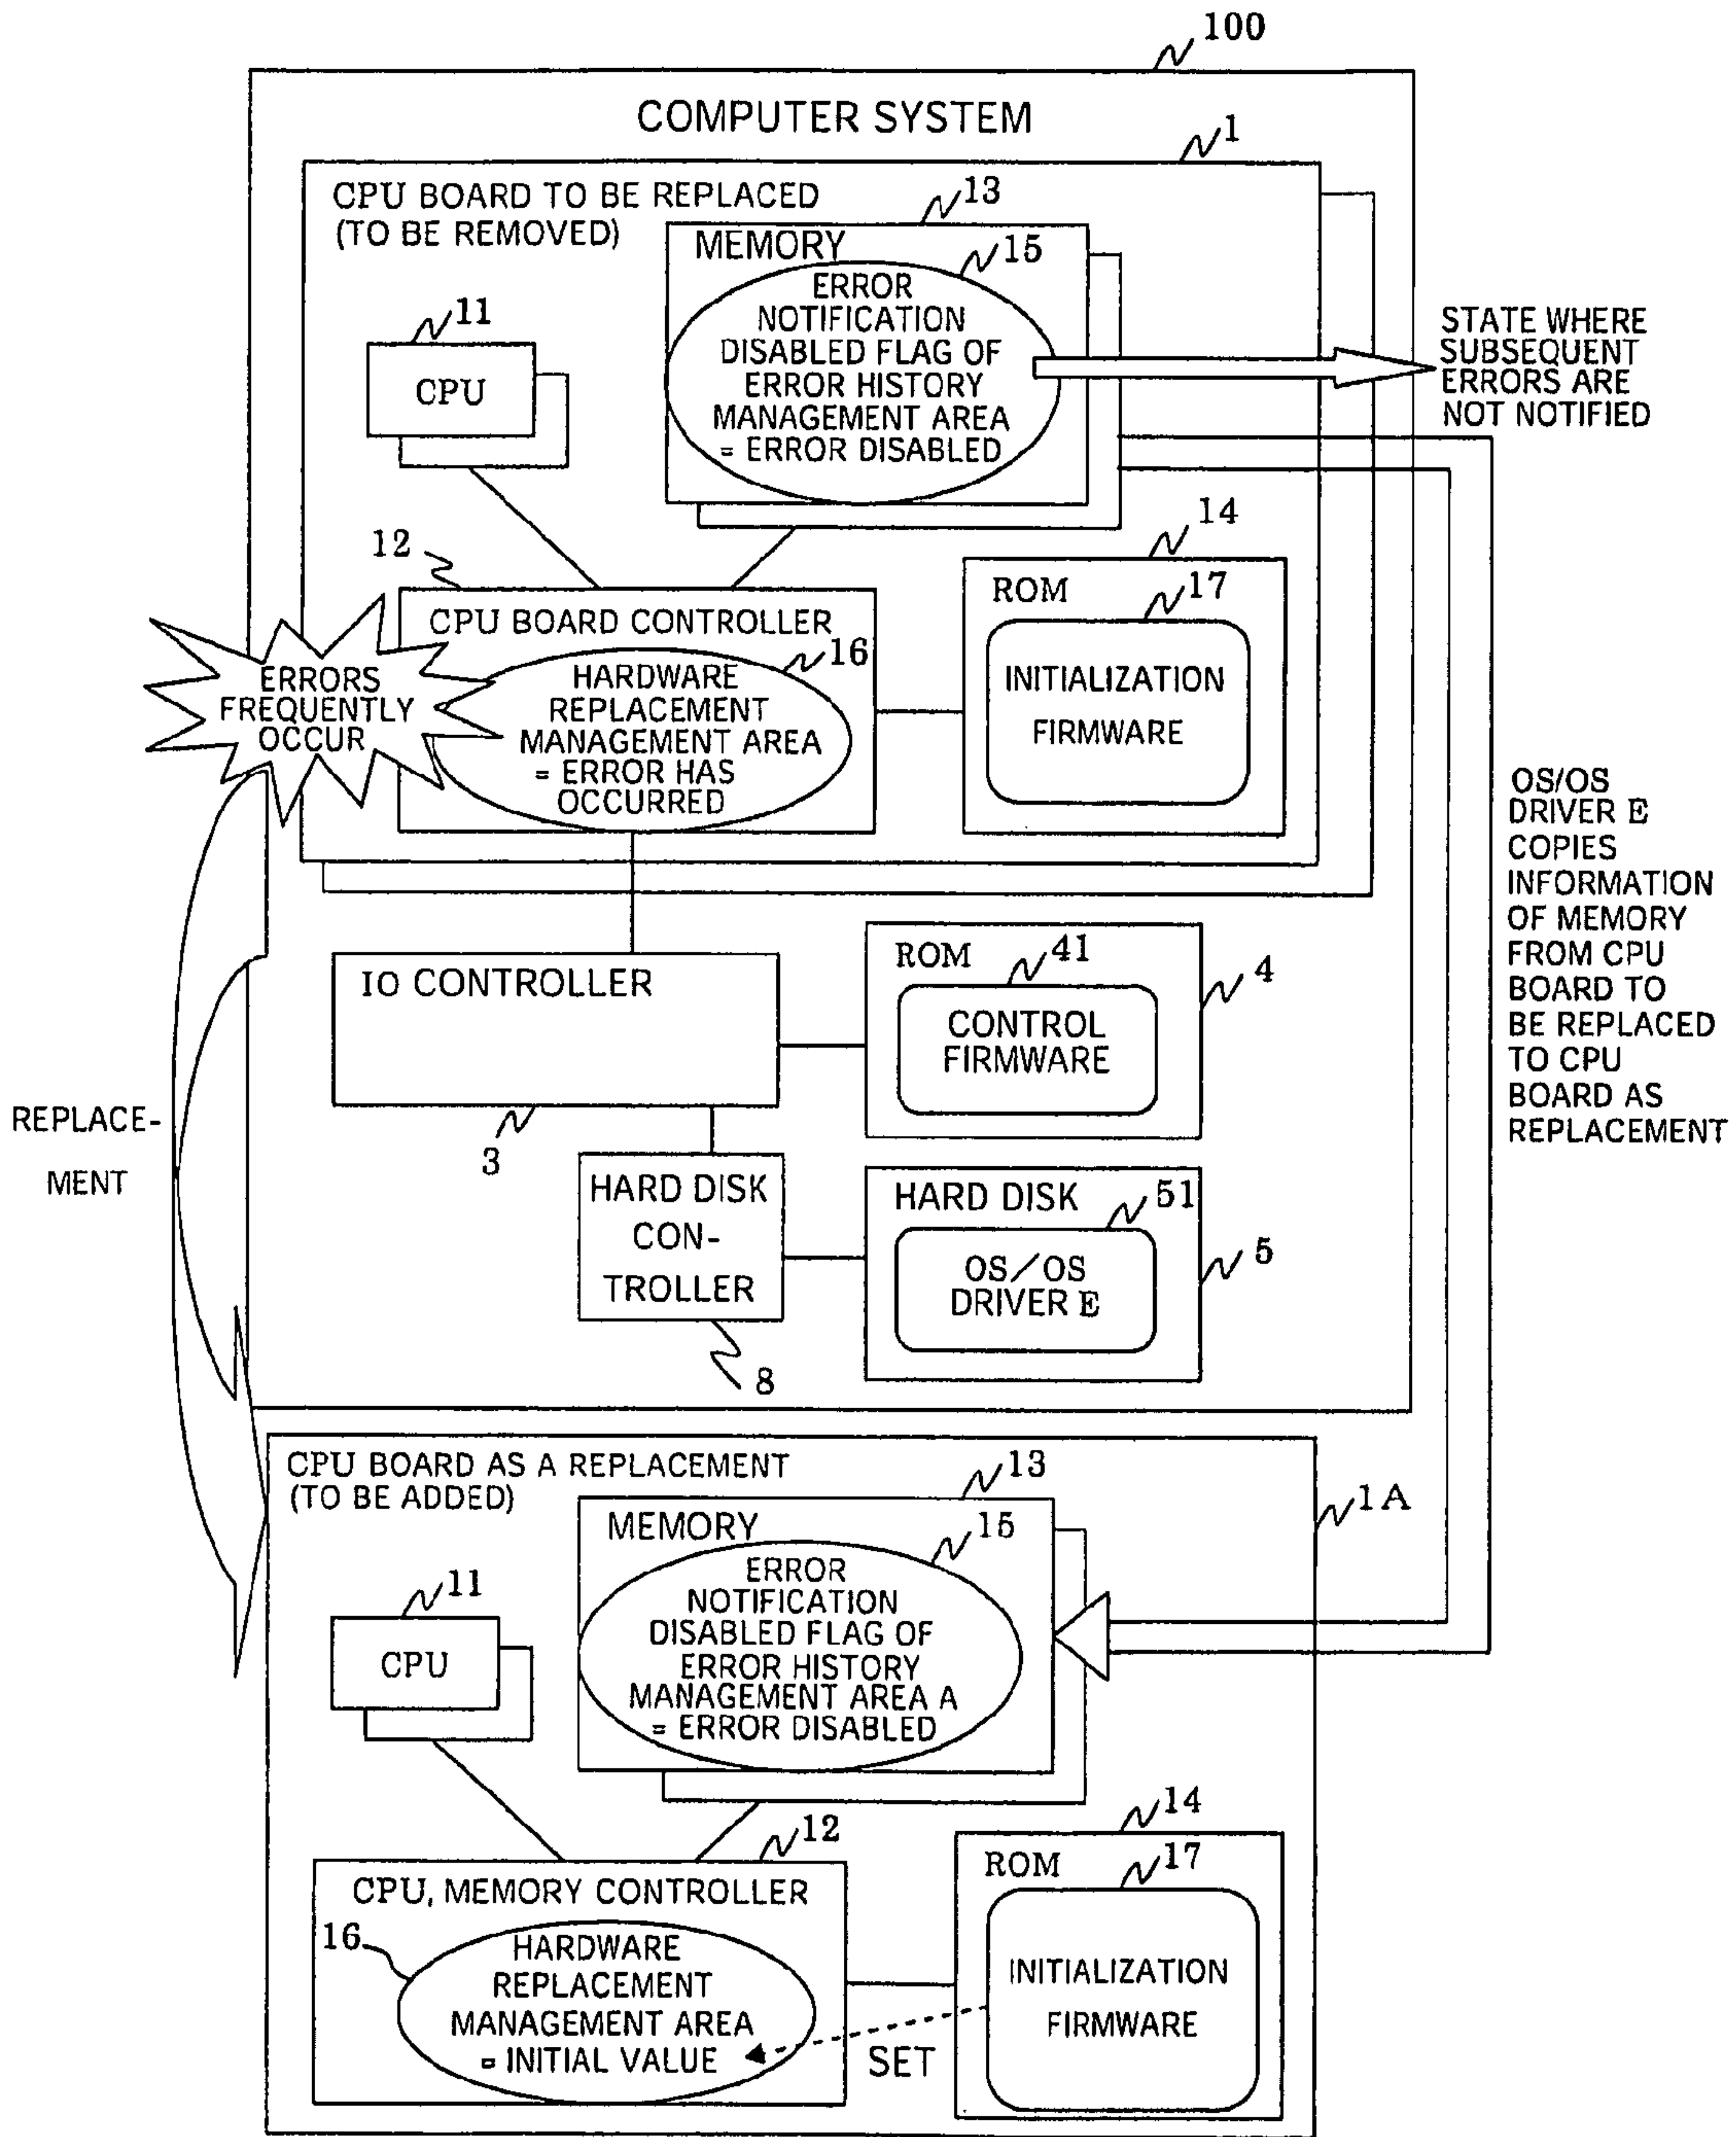 100
COMPUTER SYSTEM
1
CPU BOARD TO BE REPLACED
(TO BE REMOVED)
13
MEMORY
15
ERROR
NOTIFICATION
DISABLED FLAG OF
ERROR HISTORY
MANAGEMENT AREA
= ERROR DISABLED
11
CPU
STATE WHERE
SUBSEQUENT
ERRORS ARE
NOT NOTIFIED
12
CPU BOARD CONTROLLER
16
HARDWARE
REPLACEMENT
MANAGEMENT AREA
= ERROR HAS
OCCURRED
ERRORS
FREQUENTLY
OCCUR
14
ROM
17
INITIALIZATION
FIRMWARE
OS/OS
DRIVER E
COPIES
INFORMATION
OF MEMORY
FROM CPU
BOARD TO
BE REPLACED
TO CPU
BOARD AS
REPLACEMENT
IO CONTROLLER
3
ROM
41
4
CONTROL
FIRMWARE
REPLACE-
MENT
HARD DISK
CON-
TROLLER
8
HARD DISK
51
5
OS/OS
DRIVER E
CPU BOARD AS A REPLACEMENT
(TO BE ADDED)
1A
13
MEMORY
15
ERROR
NOTIFICATION
DISABLED FLAG OF
ERROR HISTORY
MANAGEMENT AREA A
= ERROR DISABLED
11
CPU
12
CPU, MEMORY CONTROLLER
16
HARDWARE
REPLACEMENT
MANAGEMENT AREA
= INITIAL VALUE
SET
14
ROM
17
INITIALIZATION
FIRMWARE